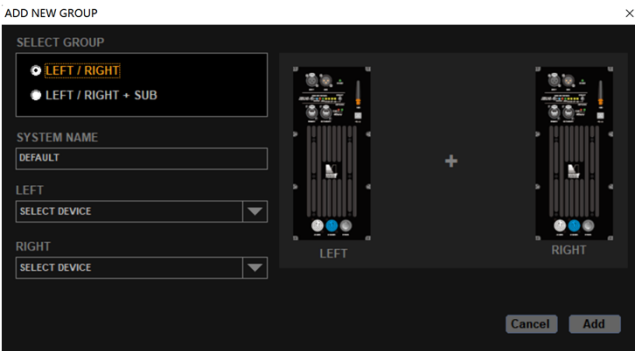 ADD NEW GROUP
SELECT GROUP
LEFT / RIGHT
LEFT / RIGHT + SUB
SYSTEM NAME
DEFAULT
LEFT
SELECT DEVICE
RIGHT
SELECT DEVICE
LEFT
+
RIGHT
Cancel
Add